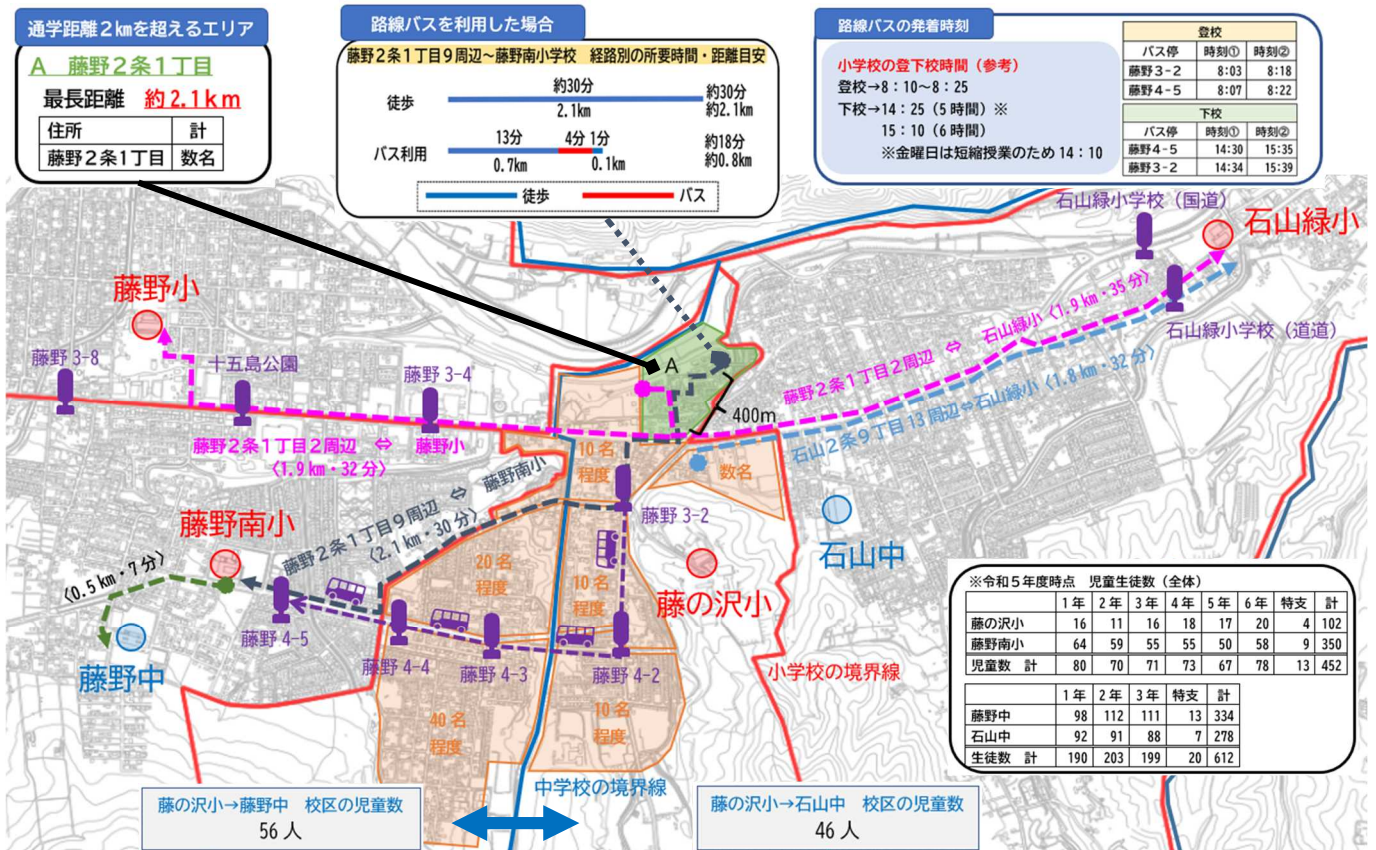 通学距離2kmを超えるエリア
A 藤野2条1丁目
最長距離 約2.1km
住所 計
藤野2条1丁目 数名
路線バスを利用した場合
藤野2条1丁目9周辺~藤野南小学校 経路別の所要時間・距離目安
徒歩
約30分
2.1km
約30分
約2.1km
バス利用
13分 4分 1分
0.7km 0.1km
約18分
約0.8km
徒歩 バス
路線バスの発着時刻
小学校の登下校時間(参考)
登校→8:10~8:25
下校→14:25(5時間)※
15:10(6時間)
※金曜日は短縮授業のため14:10
登校
バス停 時刻① 時刻②
藤野3-2 8:03 8:18
藤野4-5 8:07 8:22
下校
バス停 時刻① 時刻②
藤野4-5 14:30 15:35
藤野3-2 14:34 15:39
石山緑小学校(国道)
石山緑小
石山緑小学校(道道)
藤野小
藤野3-8
十五島公園
藤野3-4
A
400m
藤野2条1丁目2周辺 ⇔ 石山緑小〈1.9km・35分〉
石山2条9丁目13周辺⇔石山緑小〈1.8km・32分〉
藤野2条1丁目2周辺 ⇔ 藤野小
〈1.9km・32分〉
10名
程度
数名
藤野3-2
藤野2条1丁目9周辺 ⇔ 藤野南小
〈2.1km・30分〉
藤野南小
〈0.5km・7分〉
藤野中
藤野4-5
20名
程度
10名
程度
藤の沢小
石山中
藤野4-4
藤野4-3
藤野4-2
小学校の境界線
40名
程度
10名
程度
中学校の境界線
藤の沢小→藤野中 校区の児童数
56人
藤の沢小→石山中 校区の児童数
46人
※令和5年度時点 児童生徒数(全体)
1年 2年 3年 4年 5年 6年 特支 計
藤の沢小 16 11 16 18 17 20 4 102
藤野南小 64 59 55 55 50 58 9 350
児童数 計 80 70 71 73 67 78 13 452
1年 2年 3年 特支 計
藤野中 98 112 111 13 334
石山中 92 91 88 7 278
生徒数 計 190 203 199 20 612